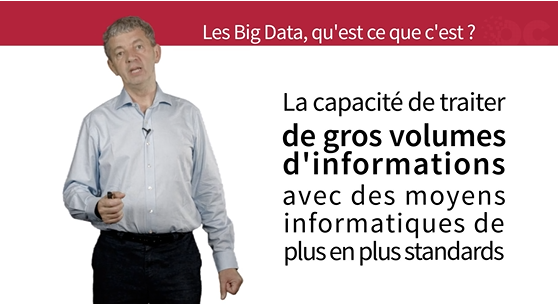 Les Big Data, qu'est ce que c'est ?
La capacité de traiter
de gros volumes
d'informations
avec des moyens
informatiques de
plus en plus standards